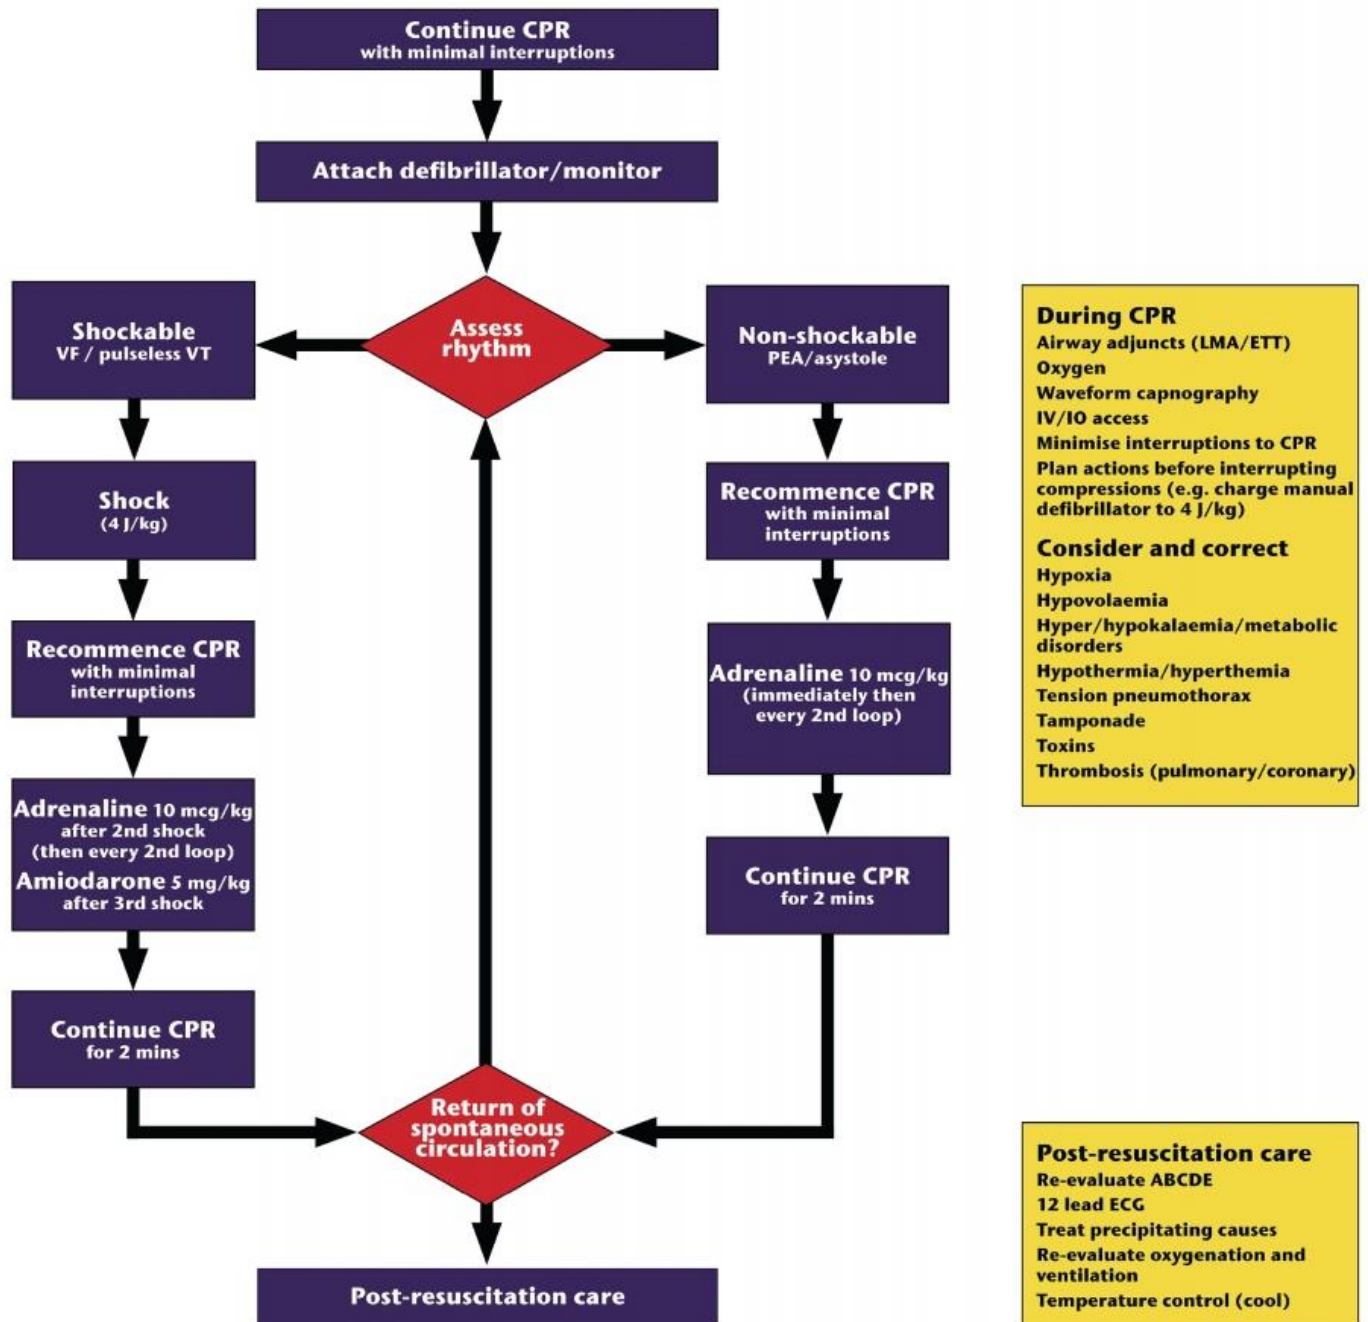 Continue CPR
with minimal interruptions
Attach defibrillator/monitor
Assess
rhythm
Shockable
VF / pulseless VT
Shock
(4 J/kg)
Recommence CPR
with minimal
interruptions
Adrenaline 10 mcg/kg
after 2nd shock
(then every 2nd loop)
Amiodarone 5 mg/kg
after 3rd shock
Continue CPR
for 2 mins
Non-shockable
PEA/asystole
Recommence CPR
with minimal
interruptions
Adrenaline 10 mcg/kg
(immediately then
every 2nd loop)
Continue CPR
for 2 mins
Return of
spontaneous
circulation?
Post-resuscitation care
During CPR
Airway adjuncts (LMA/ETT)
Oxygen
Waveform capnography
IV/IO access
Minimise interruptions to CPR
Plan actions before interrupting
compressions (e.g. charge manual
defibrillator to 4 J/kg)
Consider and correct
Hypoxia
Hypovolaemia
Hyper/hypokalaemia/metabolic
disorders
Hypothermia/hyperthemia
Tension pneumothorax
Tamponade
Toxins
Thrombosis (pulmonary/coronary)
Post-resuscitation care
Re-evaluate ABCDE
12 lead ECG
Treat precipitating causes
Re-evaluate oxygenation and
ventilation
Temperature control (cool)